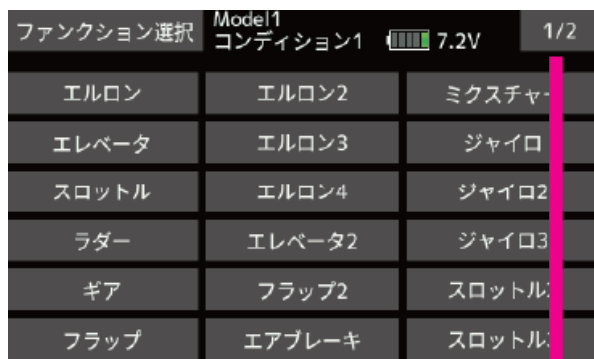 ファンクション選択 Model1 コンディション1 7.2V 1/2
エルロン エルロン2 ミクスチャー
エレベータ エルロン3 ジャイロ
スロットル エルロン4 ジャイロ2
ラダー エレベータ2 ジャイロ3
ギア フラップ2 スロットル
フラップ エアブレーキ スロットル